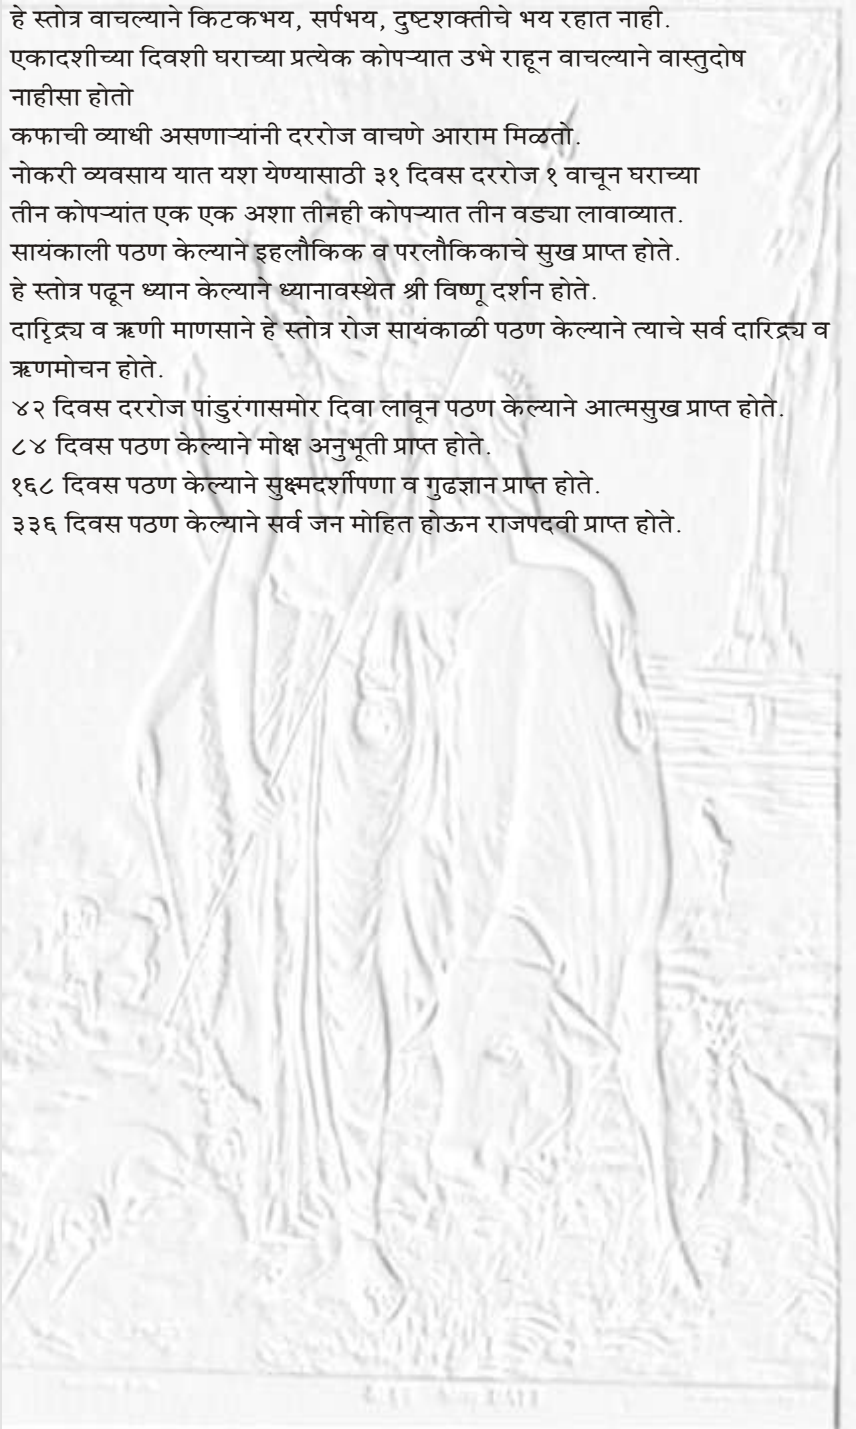 हे स्तोत्र वाचल्याने किटकभय, सर्पभय, दुष्टशक्तीचे भय रहात नाही.
एकादशीच्या दिवशी घराच्या प्रत्येक कोपऱ्यात उभे राहून वाचल्याने वास्तुदोष
नाहीसा होतो
कफाची व्याधी असणाऱ्यांनी दररोज वाचणे आराम मिळतो.
नोकरी व्यवसाय यात यश येण्यासाठी ३१ दिवस दररोज १ वाचून घराच्या
तीन कोपऱ्यांत एक एक अशा तीनही कोपऱ्यात तीन वड्या लावाव्यात.
सायंकाली पठण केल्याने इहलौकिक व परलौकिकाचे सुख प्राप्त होते.
हे स्तोत्र पढून ध्यान केल्याने ध्यानावस्थेत श्री विष्णू दर्शन होते.
दारिृद्र्य व ऋणी माणसाने हे स्तोत्र रोज सायंकाळी पठण केल्याने त्याचे सर्व दारिद्र्य व
ऋणमोचन होते.
४२ दिवस दररोज पांडुरंगासमोर दिवा लावून पठण केल्याने आत्मसुख प्राप्त होते.
८४ दिवस पठण केल्याने मोक्ष अनुभूती प्राप्त होते.
१६८ दिवस पठण केल्याने सुक्ष्मदर्शीपणा व गुढज्ञान प्राप्त होते.
३३६ दिवस पठण केल्याने सर्व जन मोहित होऊन राजपदवी प्राप्त होते.